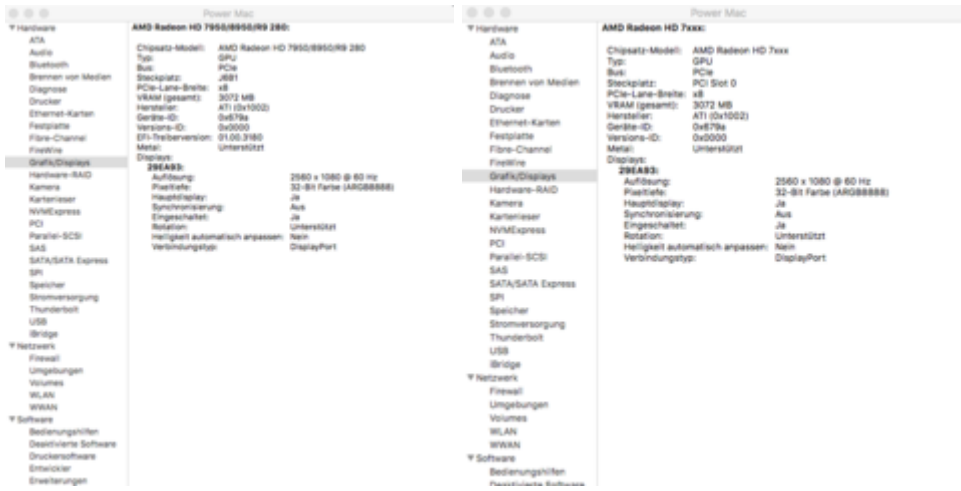 Power Mac
▼ Hardware
ATA
Audio
Bluetooth
Brennen von Medien
Diagnose
Drucker
Ethernet-Karten
Festplatte
Fibre-Channel
FireWire
Grafik/Displays
Hardware-RAID
Kamera
Kartenleser
NVMExpress
PCI
Parallel-SCSI
SAS
SATA/SATA Express
SPI
Speicher
Stromversorgung
Thunderbolt
USB
iBridge
▼ Netzwerk
Firewall
Umgebungen
Volumes
WLAN
WWAN
▼ Software
Bedienungshilfen
Deaktivierte Software
Druckersoftware
Entwickler
Erweiterungen
AMD Radeon HD 7950/8950/R9 280:
Chipsatz-Modell: AMD Radeon HD 7950/8950/R9 280
Typ: GPU
Bus: PCIe
Steckplatz: J6B1
PCIe-Lane-Breite: x8
VRAM (gesamt): 3072 MB
Hersteller: ATI (0x1002)
Geräte-ID: 0x679a
Versions-ID: 0x0000
EFI-Treiberversion: 01.00.3180
Metal: Unterstützt
Displays:
29EA93:
Auflösung: 2560 x 1080 @ 60 Hz
Pixeltiefe: 32-Bit Farbe (ARGB8888)
Hauptdisplay: Ja
Synchronisierung: Aus
Eingeschaltet: Ja
Rotation: Unterstützt
Helligkeit automatisch anpassen: Nein
Verbindungstyp: DisplayPort
Power Mac
▼ Hardware
ATA
Audio
Bluetooth
Brennen von Medien
Diagnose
Drucker
Ethernet-Karten
Festplatte
Fibre-Channel
FireWire
Grafik/Displays
Hardware-RAID
Kamera
Kartenleser
NVMExpress
PCI
Parallel-SCSI
SAS
SATA/SATA Express
SPI
Speicher
Stromversorgung
Thunderbolt
USB
iBridge
▼ Netzwerk
Firewall
Umgebungen
Volumes
WLAN
WWAN
▼ Software
Bedienungshilfen
Deaktivierte Software
AMD Radeon HD 7xxx:
Chipsatz-Modell: AMD Radeon HD 7xxx
Typ: GPU
Bus: PCIe
Steckplatz: PCI Slot 0
PCIe-Lane-Breite: x8
VRAM (gesamt): 3072 MB
Hersteller: ATI (0x1002)
Geräte-ID: 0x679a
Versions-ID: 0x0000
Metal: Unterstützt
Displays:
29EA93:
Auflösung: 2560 x 1080 @ 60 Hz
Pixeltiefe: 32-Bit Farbe (ARGB8888)
Hauptdisplay: Ja
Synchronisierung: Aus
Eingeschaltet: Ja
Rotation: Unterstützt
Helligkeit automatisch anpassen: Nein
Verbindungstyp: DisplayPort